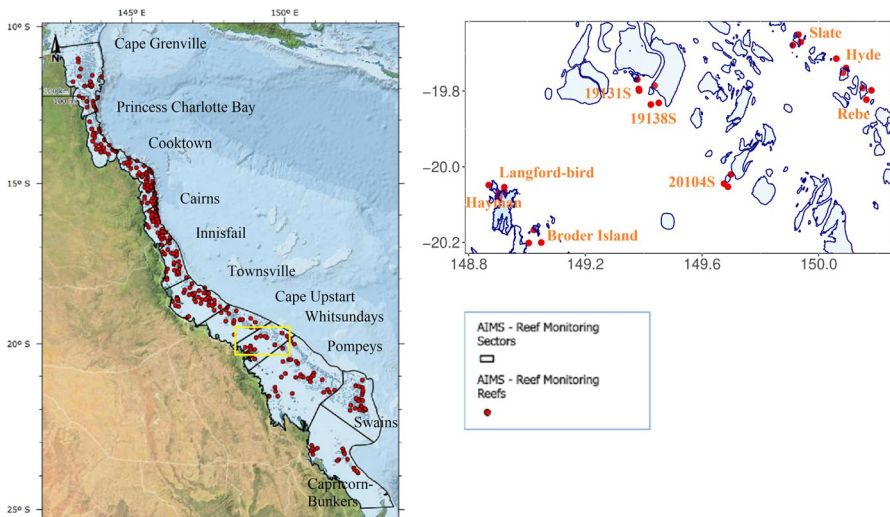 145°E
150°E
10°S
N
Cape Grenville
Princess Charlotte Bay
Cooktown
15°S
Cairns
Innisfail
Townsville
Cape Upstart
Whitsundays
20°S
Pompeys
Swains
Capricorn-
Bunkers
25°S
Slate
Hyde
−19.8
19131S
Rebe
19138S
−20.0
Langford-bird
20104S
Hayman
Broder Island
−20.2
148.8
149.2
149.6
150.0
AIMS - Reef Monitoring
Sectors
AIMS - Reef Monitoring
Reefs